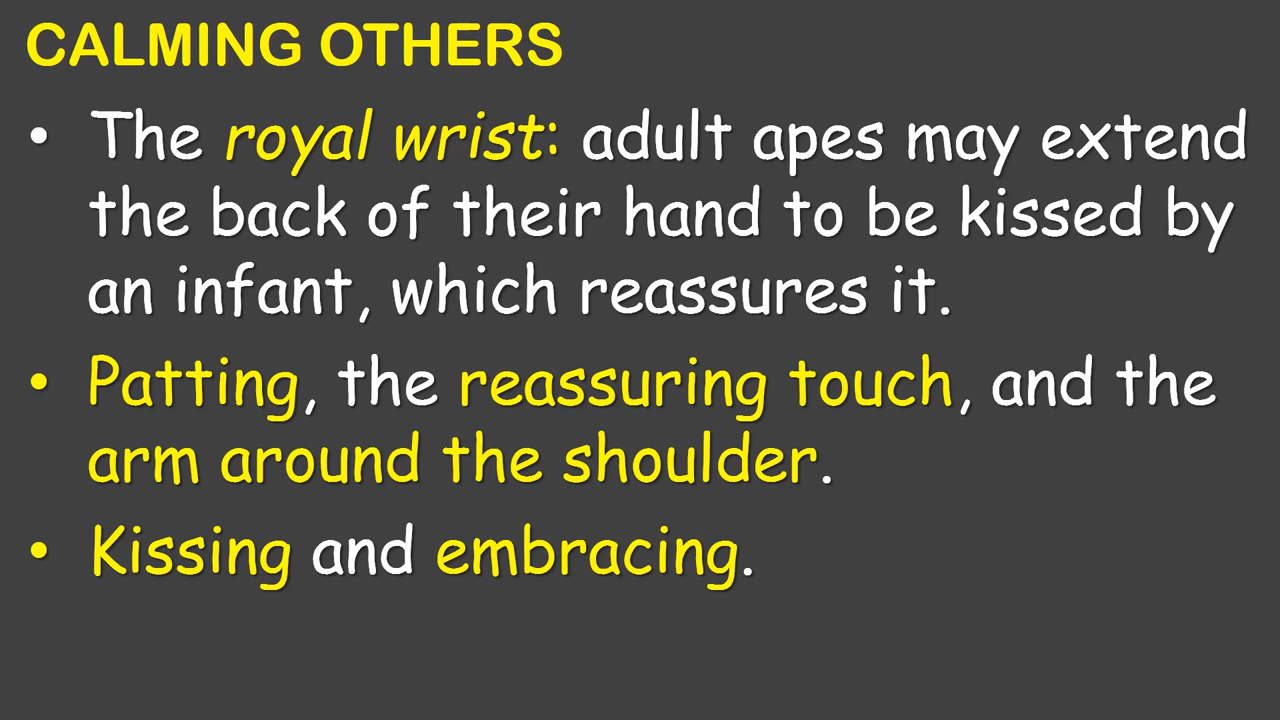 CALMING OTHERS
• The royal wrist: adult apes may extend
the back of their hand to be kissed by
an infant, which reassures it.
• Patting, the reassuring touch, and the
arm around the shoulder.
• Kissing and embracing.